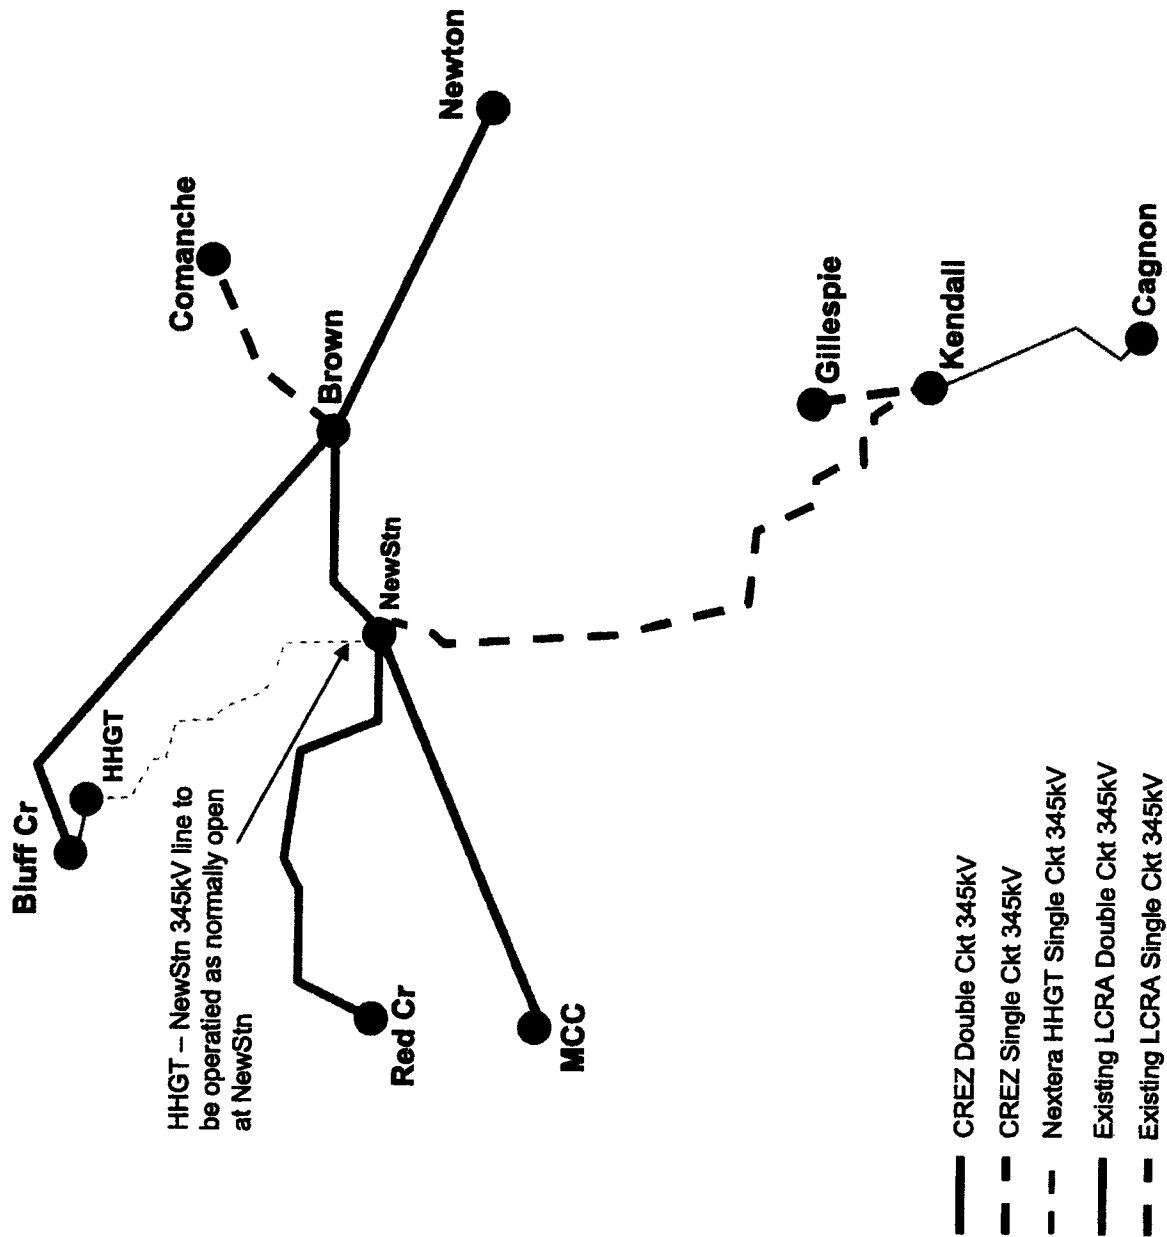 Newton
Comanche
Brown
Gillespie
Kendall
Cagnon
NewStn
HHGT
Bluff Cr
HHGT – NewStn 345kV line to
be operatied as normally open
at NewStn
Red Cr
MCC
CREZ Double Ckt 345kV
CREZ Single Ckt 345kV
Nextera HHGT Single Ckt 345kV
Existing LCRA Double Ckt 345kV
Existing LCRA Single Ckt 345kV